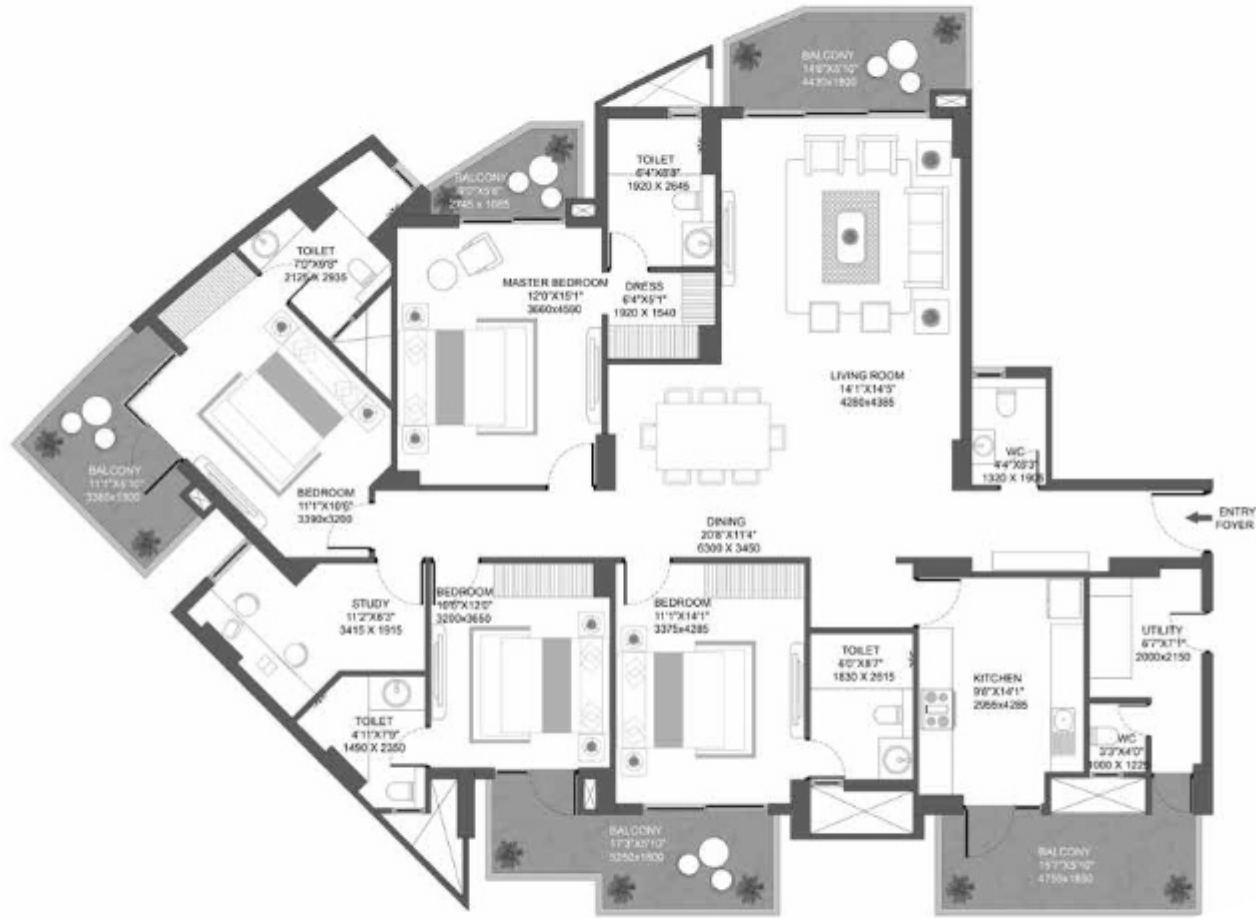 BALCONY
14'6"X5'10"
4430x1800
TOILET
6'4"X8'8"
1920 X 2645
BALCONY
9'0"X5'6"
2745 x 1685
TOILET
7'0"X9'8"
2125 X 2935
MASTER BEDROOM
12'0"X15'1"
3660x4590
DRESS
6'4"X5'1"
1920 X 1540
LIVING ROOM
14'1"X14'5"
4280x4385
WC
4'4"X6'3"
1320 X 1905
BALCONY
11'1"X5'10"
3380x1800
BEDROOM
11'1"X10'6"
3390x3200
ENTRY
FOYER
DINING
20'8"X11'4"
6300 X 3450
STUDY
11'2"X6'3"
3415 X 1915
BEDROOM
10'6"X12'0"
3200x3650
BEDROOM
11'1"X14'1"
3375x4285
TOILET
6'0"X8'7"
1830 X 2615
UTILITY
6'7"X7'1"
2000x2150
KITCHEN
9'8"X14'1"
2955x4285
TOILET
4'11"X7'9"
1490 X 2350
WC
3'3"X4'0"
1000 X 1225
BALCONY
17'3"X5'10"
5250x1800
BALCONY
15'7"X5'10"
4755x1800